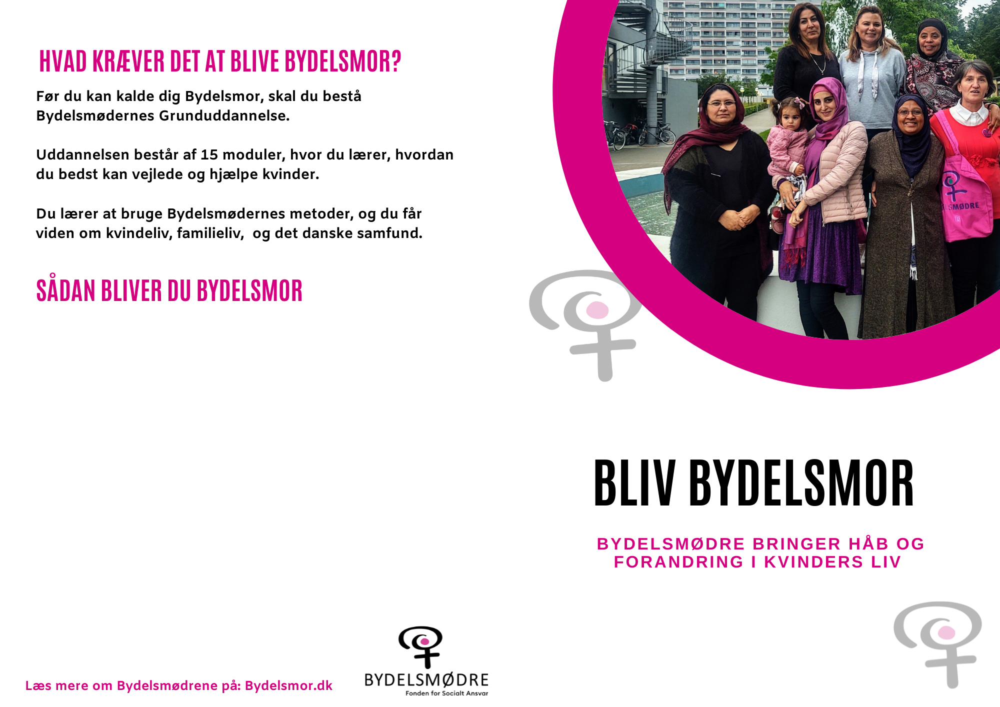 HVAD KRÆVER DET AT BLIVE BYDELSMOR?
Før du kan kalde dig Bydelsmor, skal du bestå
Bydelsmødernes Grunduddannelse.
Uddannelsen består af 15 moduler, hvor du lærer, hvordan
du bedst kan vejlede og hjælpe kvinder.
Du lærer at bruge Bydelsmødernes metoder, og du får
viden om kvindeliv, familieliv,  og det danske samfund.
SÅDAN BLIVER DU BYDELSMOR
Læs mere om Bydelsmødrene på: Bydelsmor.dk
BYDELSMØDRE
Fonden for Socialt Ansvar
LSMØDRE
BLIV BYDELSMOR
BYDELSMØDRE BRINGER HÅB OG
FORANDRING I KVINDERS LIV